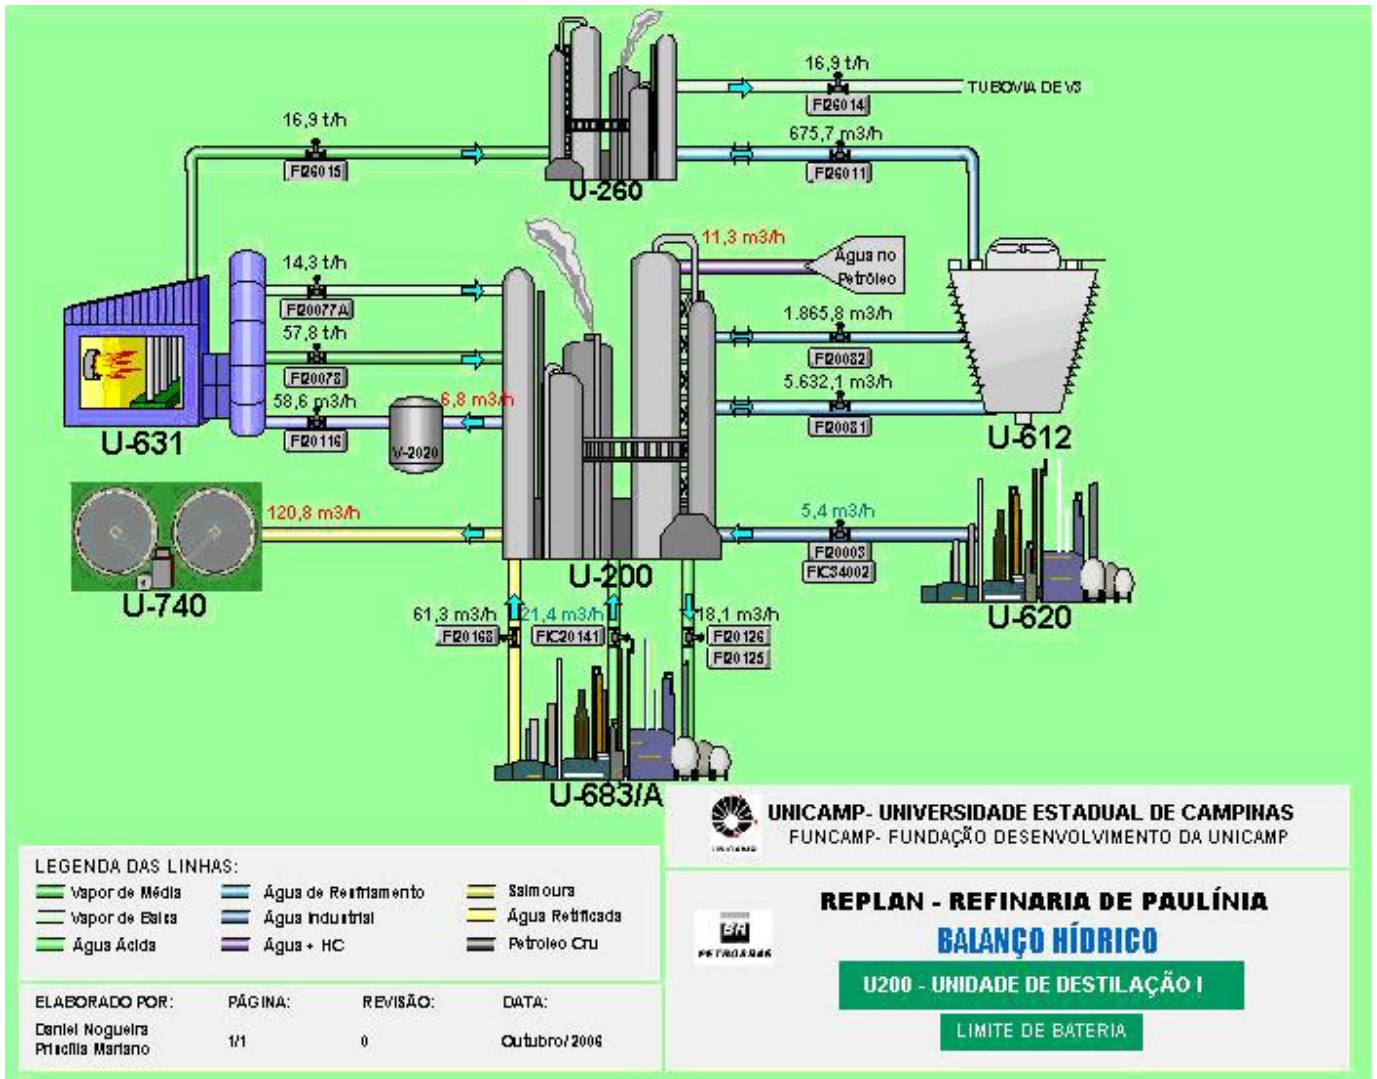 16,9 t/h
FI26014
TUBOVIA DE VS
16,9 t/h
FI26015
675,7 m3/h
FI26011
U-260
14,3 t/h
FI20077A
57,8 t/h
FI20078
58,6 m3/h
FI20116
6,8 m3/h
V-2020
U-631
11,3 m3/h
Água no
Petróleo
1.865,8 m3/h
FI20082
5.632,1 m3/h
FI20081
U-612
120,8 m3/h
U-740
5,4 m3/h
FI20003
FIC34002
U-620
U-200
61,3 m3/h
FI20168
21,4 m3/h
FIC20141
18,1 m3/h
FI20126
FI20125
U-683/A
UNICAMP
UNICAMP- UNIVERSIDADE ESTADUAL DE CAMPINAS
FUNCAMP- FUNDAÇÃO DESENVOLVIMENTO DA UNICAMP
LEGENDA DAS LINHAS:
Vapor de Média
Vapor de Baixa
Água Ácida
Água de Resfriamento
Água Industrial
Água + HC
Salmoura
Água Retificada
Petroleo Cru
BR
PETROBRAS
REPLAN - REFINARIA DE PAULÍNIA
BALANÇO HÍDRICO
U200 - UNIDADE DE DESTILAÇÃO I
LIMITE DE BATERIA
ELABORADO POR:
Daniel Nogueira
Priscilla Mariano
PÁGINA:
1/1
REVISÃO:
0
DATA:
Outubro/2006